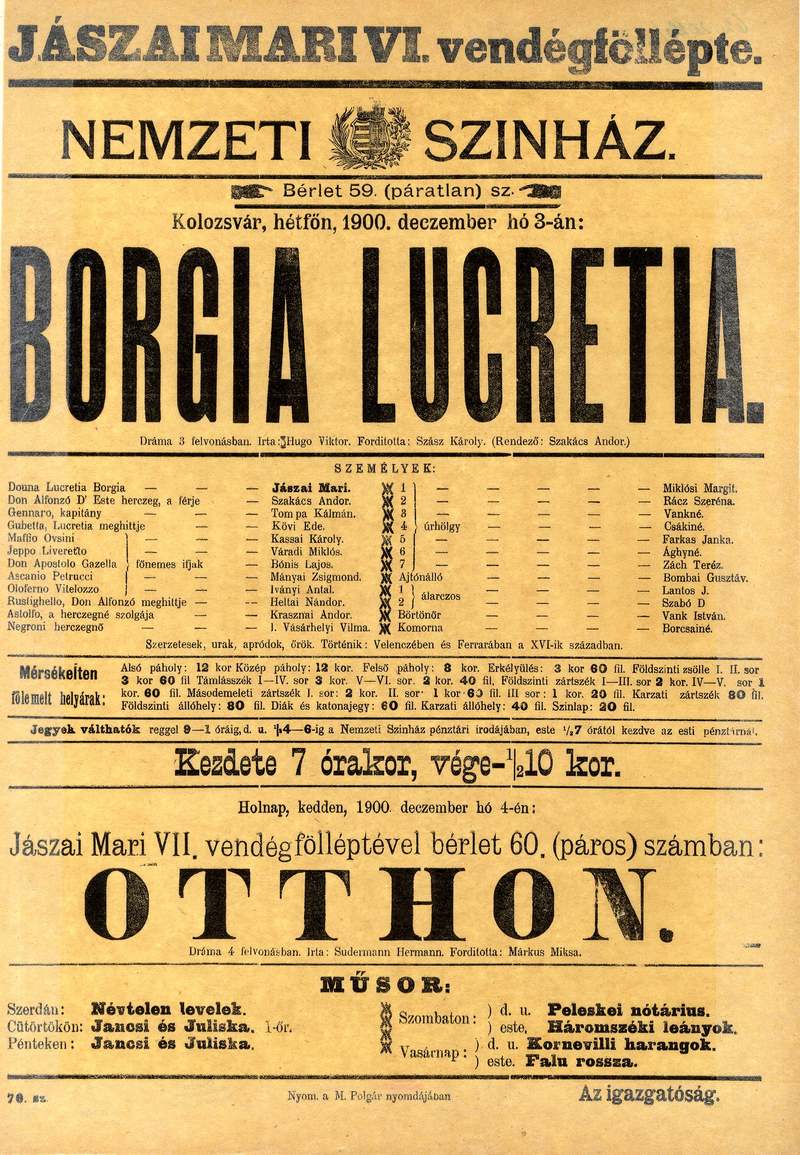 JÁSZAI MARI VI. vendégföllépte.
NEMZETI SZINHÁZ.
Bérlet 59. (páratlan) sz.
Kolozsvár, hétfőn, 1900. deczember hó 3-án:
BORGIA LUCRETIA.
Dráma 3 felvonásban. Irta: Hugo Viktor. Forditotta: Szász Károly. (Rendező: Szakács Andor.)
SZEMÉLYEK:
Donna Lucretia Borgia — — — Jászai Mari.
Don Alfonzó D' Este herczeg, a férje — Szakács Andor.
Gennaro, kapitány — — — Tompa Kálmán.
Gubetta, Lucretia meghittje — — Kövi Ede.
Maffio Orsini — — — Kassai Károly.
Jeppo Liveretto — — — Váradi Miklós.
Don Apostolo Gazella } főnemes ifjak — Bónis Lajos.
Ascanio Petrucci — — — Mányai Zsigmond.
Oloferno Vitelozzo — — — Iványi Antal.
Rustighello, Don Alfonzó meghittje — -- — Heltai Nándor.
Astolfo, a herczegné szolgája — — Krasznai Andor.
Negroni herczegnő — — — I. Vásárhelyi Vilma.
1 — — — — Miklósi Margit.
2 — — — — Rácz Szeréna.
3 — — — — Vankné.
4 } úrhölgy — — — — Csákiné.
5 — — — — Farkas Janka.
6 — — — — Ághyné.
7 — — — — Zách Teréz.
Ajtónálló — — — — Bombai Gusztáv.
1 } álarczos — — — — Lantos J.
2 — — — — Szabó D
Börtönőr — — — — Vank István.
Komorna — — — — Borcsainé.
Szerzetesek, urak, apródok, őrök. Történik: Velenczében és Ferrarában a XVI-ik században.
Mérsékelten fölemelt helyárak:
Alsó páholy: 12 kor Közép páholy: 12 kor. Felső páholy: 8 kor. Erkélyülés: 3 kor 60 fil. Földszinti zsölle I. II. sor
3 kor 60 fil Támlásszék I—IV. sor 3 kor. V—VI. sor. 2 kor. 40 fil, Földszinti zártszék I—III. sor 2 kor. IV—V. sor 1
kor. 60 fil. Másodemeleti zártszék I. sor: 2 kor. II. sor· 1 kor 60 fil. III sor: 1 kor. 20 fil. Karzati zártszék 80 fil.
Földszinti állóhely: 80 fil. Diák és katonajegy: 60 fil. Karzati állóhely: 40 fil. Szinlap: 20 fil.
Jegyek válthatók reggel 9—1 óráig, d. u. ½4—6-ig a Nemzeti Szinház pénztári irodájában, este ½7 órától kezdve az esti pénztárnál.
Kezdete 7 órakor, vége-½10 kor.
Holnap, kedden, 1900. deczember hó 4-én:
Jászai Mari VII. vendégfölléptével bérlet 60. (páros) számban:
OTTHON.
Dráma 4 felvonásban. Irta: Sudermann Hermann. Forditotta: Márkus Miksa.
MŰSOR:
Szerdán: Névtelen levelek.
Cütörtökön: Jancsi és Juliska. 1-ör.
Pénteken: Jancsi és Juliska.
Szombaton: ) d. u. Peleskei nótárius.
) este, Háromszéki leányok.
Vasárnap: ) d. u. Kornevilli harangok.
) este. Falu rossza.
70. sz.
Nyom. a M. Polgár nyomdájában
Az igazgatóság.